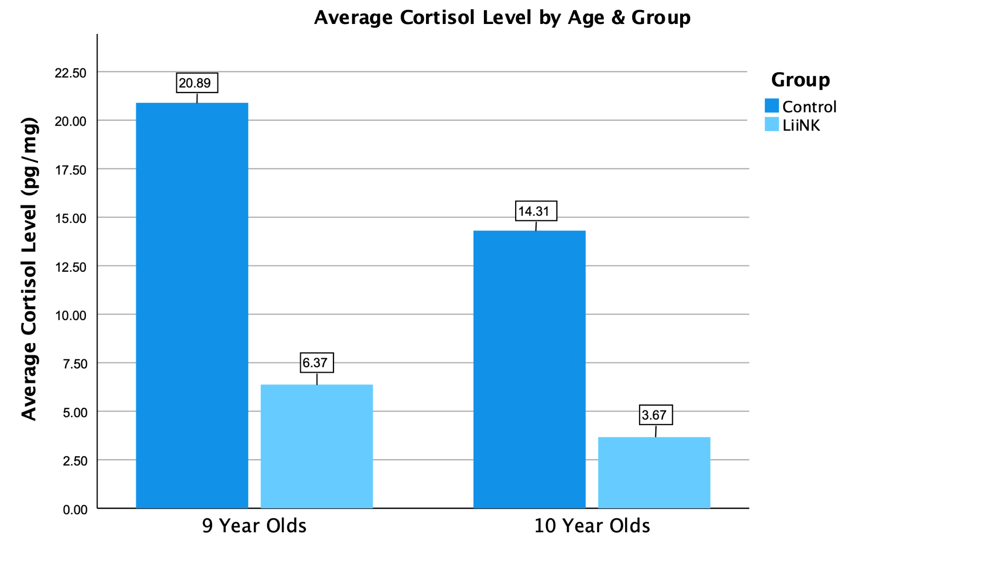 Average Cortisol Level by Age & Group
Average Cortisol Level (pg/mg)
22.50
20.00
17.50
15.00
12.50
10.00
7.50
5.00
2.50
0.00
20.89
6.37
14.31
3.67
9 Year Olds
10 Year Olds
Group
Control
LiiNK